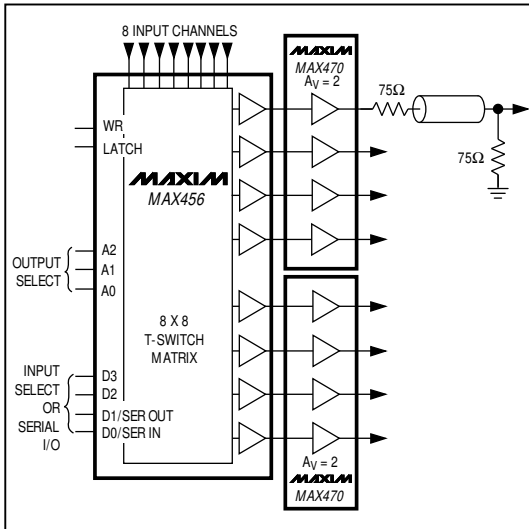 8 INPUT CHANNELS
MAXIM
MAX470
AV = 2
75Ω
75Ω
WR
LATCH
MAXIM
MAX456
A2
OUTPUT
A1
SELECT
A0
8 X 8
T-SWITCH
MATRIX
INPUT
SELECT
OR
SERIAL
I/O
D3
D2
D1/SER OUT
D0/SER IN
AV = 2
MAXIM
MAX470